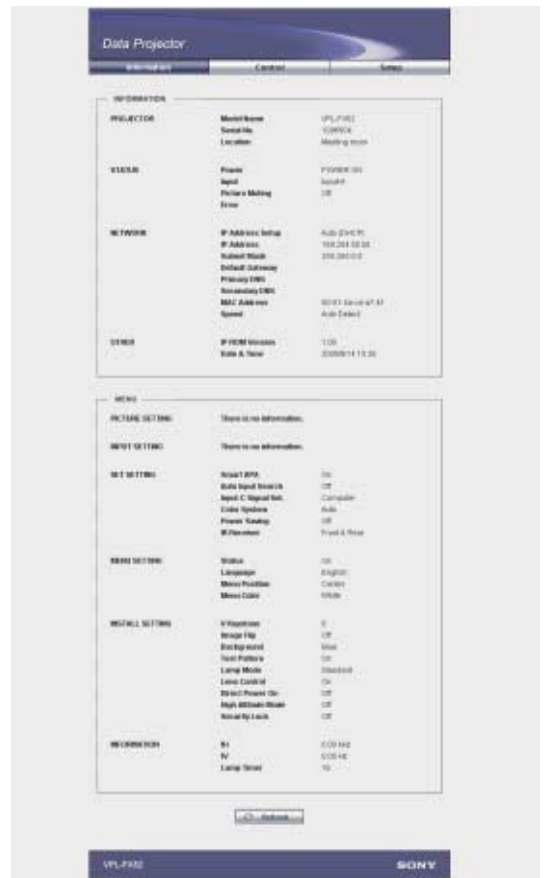 Data Projector
Information Control Setup
INFORMATION
PROJECTOR Model Name
Serial No.
Location Meeting room
STATUS Power POWER ON
Input
Picture Muting Off
Error
NETWORK IP Address Setup Auto (DHCP)
IP Address
Subnet Mask
Default Gateway
Primary DNS
Secondary DNS
MAC Address
Speed Auto Detect
OTHER IP ROM Version
Date & Time
MENU
PICTURE SETTING There is no information.
INPUT SETTING There is no information.
SET SETTING Smart APA On
Auto Input Search Off
Input C Signal Sel. Computer
Color System Auto
Power Saving Off
IR Receiver Front & Rear
MENU SETTING Status On
Language English
Menu Position Center
Menu Color White
INSTALL SETTING V Keystone 0
Image Flip Off
Background Blue
Test Pattern On
Lamp Mode Standard
Lens Control On
Direct Power On Off
High Altitude Mode Off
Security Lock Off
INFORMATION fH
fV
Lamp Timer
Refresh
SONY